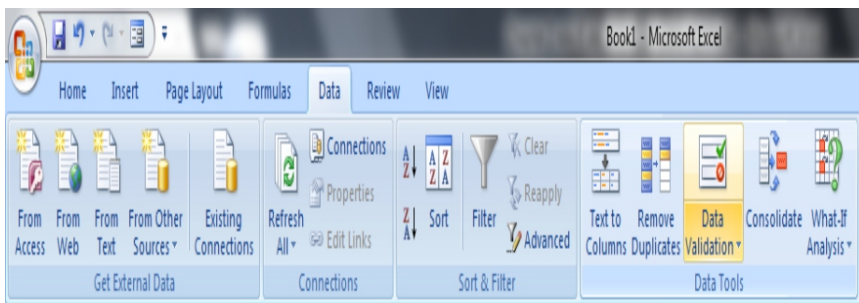 Book1 - Microsoft Excel
Home Insert Page Layout Formulas Data Review View
From Access
From Web
From Text
From Other Sources
Existing Connections
Get External Data
Refresh All
Connections
Properties
Edit Links
Connections
A Z
Z A
A Z
Z A
Sort
Filter
Clear
Reapply
Advanced
Sort & Filter
Text to Columns
Remove Duplicates
Data Validation
Consolidate
What-If Analysis
Data Tools